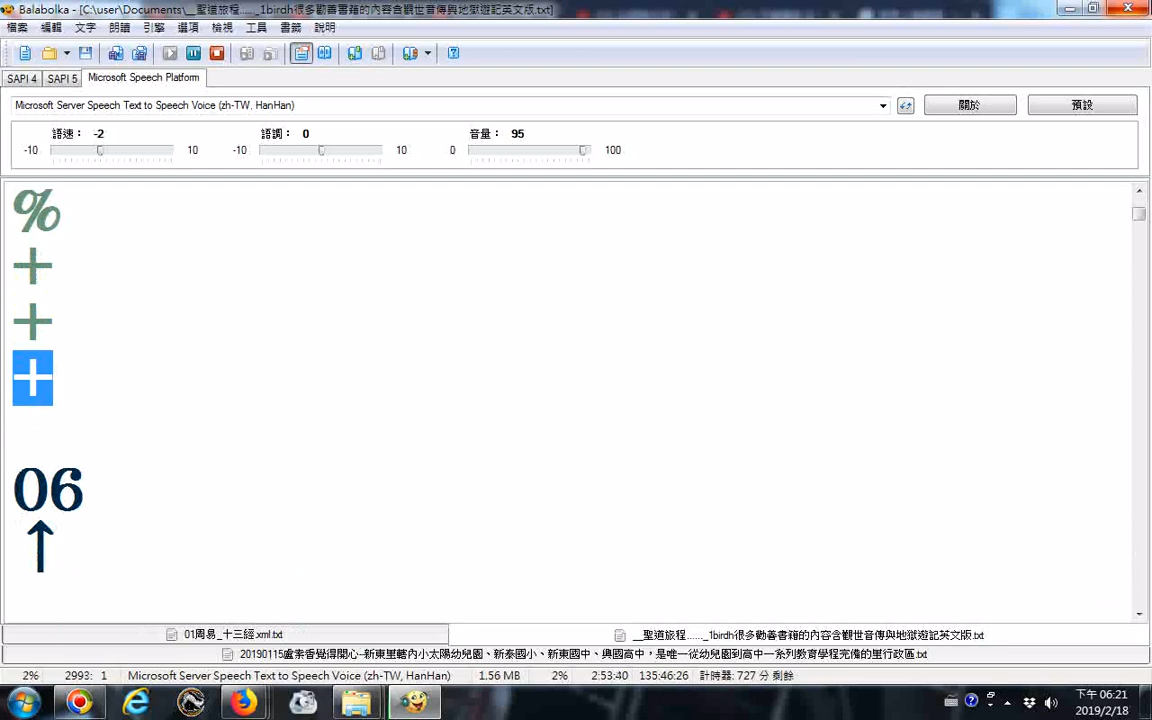 Balabolka - [C:\user\Documents\__聖道旅程......_1birdh很多勸善書籍的內容含觀世音傳與地獄遊記英文版.txt]
檔案 編輯 文字 朗讀 引擎 選項 檢視 工具 書籤 說明
SAPI 4 SAPI 5 Microsoft Speech Platform
Microsoft Server Speech Text to Speech Voice (zh-TW, HanHan) 關於 預設
語速： -2 語調： 0 音量： 95
-10 10 -10 10 0 100
%
+
+
+
06
↑
01周易_十三經.xml.txt __聖道旅程......_1birdh很多勸善書籍的內容含觀世音傳與地獄遊記英文版.txt
20190115盧素香覺得開心-新東里轄內小太陽幼兒園、新泰國小、新東國中、興國高中，是唯一從幼兒園到高中一系列教育學程完備的里行政區.txt
2% 2993: 1 Microsoft Server Speech Text to Speech Voice (zh-TW, HanHan) 1.56 MB 2% 2:53:40 135:46:26 計時器: 727 分 剩餘
下午 06:21
2019/2/18